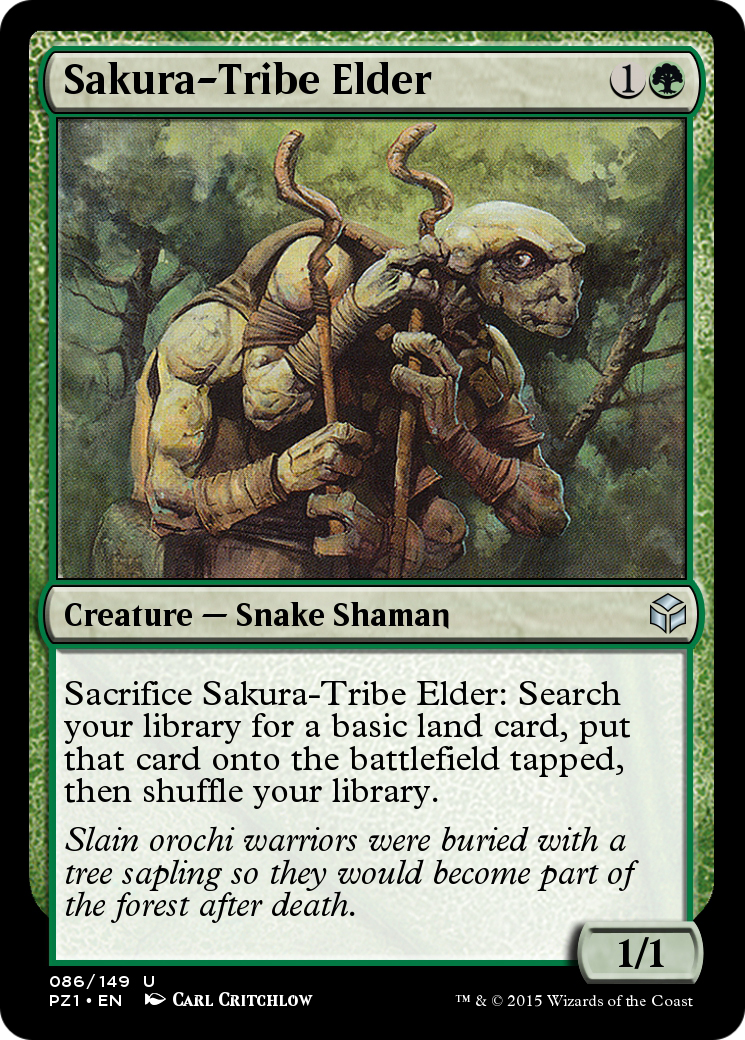 Sakura-Tribe Elder 1
Creature — Snake Shaman
Sacrifice Sakura-Tribe Elder: Search
your library for a basic land card, put
that card onto the battlefield tapped,
then shuffle your library.
Slain orochi warriors were buried with a
tree sapling so they would become part of
the forest after death.
1/1
086/149 U
PZ1 • EN CARL CRITCHLOW
™ & © 2015 Wizards of the Coast